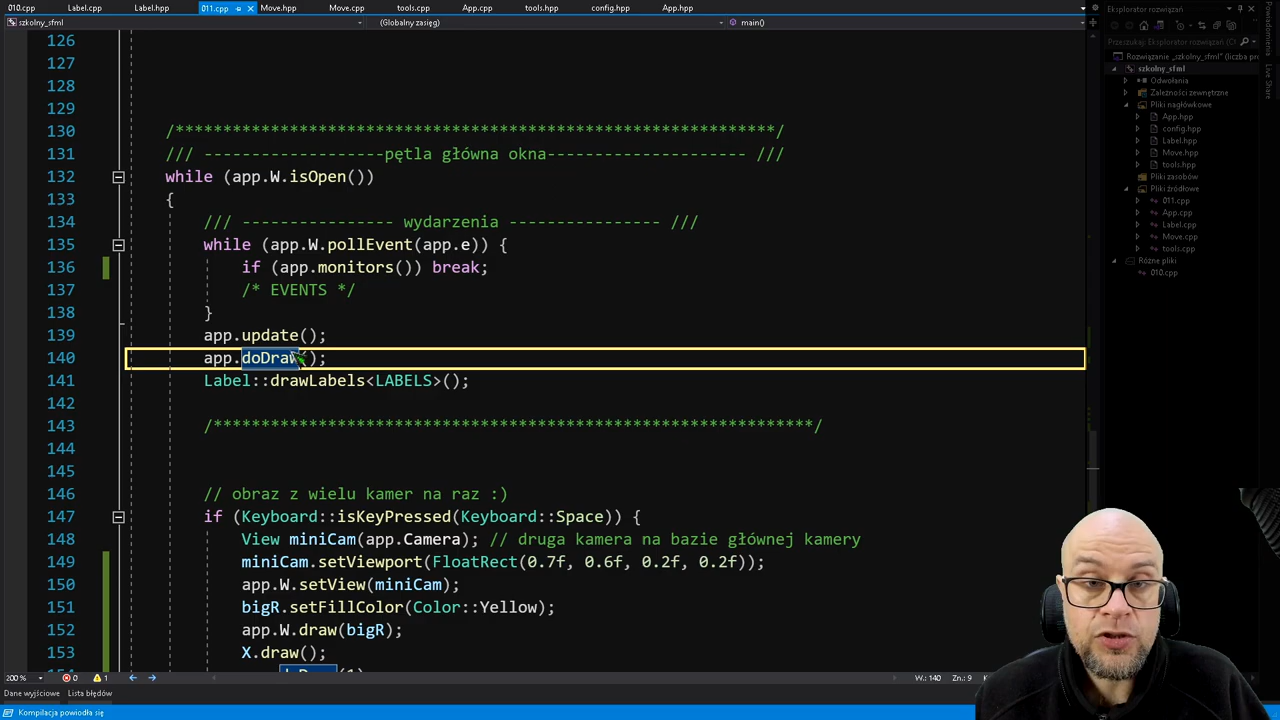 010.cpp Label.cpp Label.hpp 011.cpp Move.hpp Move.cpp tools.cpp App.cpp tools.hpp config.hpp App.hpp
szkolny_sfml (Globalny zasięg) main()
126
127
128
129
130 /************************************************************/
131 /// -------------------pętla główna okna--------------------- ///
132 while (app.W.isOpen())
133 {
134 /// ---------------- wydarzenia ---------------- ///
135 while (app.W.pollEvent(app.e)) {
136 if (app.monitors()) break;
137 /* EVENTS */
138 }
139 app.update();
140 app.doDraw();
141 Label::drawLabels<LABELS>();
142
143 /************************************************************/
144
145
146 // obraz z wielu kamer na raz :)
147 if (Keyboard::isKeyPressed(Keyboard::Space)) {
148 View miniCam(app.Camera); // druga kamera na bazie głównej kamery
149 miniCam.setViewport(FloatRect(0.7f, 0.6f, 0.2f, 0.2f));
150 app.W.setView(miniCam);
151 bigR.setFillColor(Color::Yellow);
152 app.W.draw(bigR);
153 X.draw();
200 % 0 1 W.: 140 Zn.: 9
Dane wyjściowe Lista błędów
Kompilacja powiodła się
Eksplorator rozwiązań
Przeszukaj: Eksplorator rozwiązań
Rozwiązanie „szkolny_sfml” (liczba pro
szkolny_sfml
Odwołania
Zależności zewnętrzne
Pliki nagłówkowe
App.hpp
config.hpp
Label.hpp
Move.hpp
tools.hpp
Pliki zasobów
Pliki źródłowe
011.cpp
App.cpp
Label.cpp
Move.cpp
tools.cpp
Różne pliki
010.cpp
Powiadomienia
Live Share